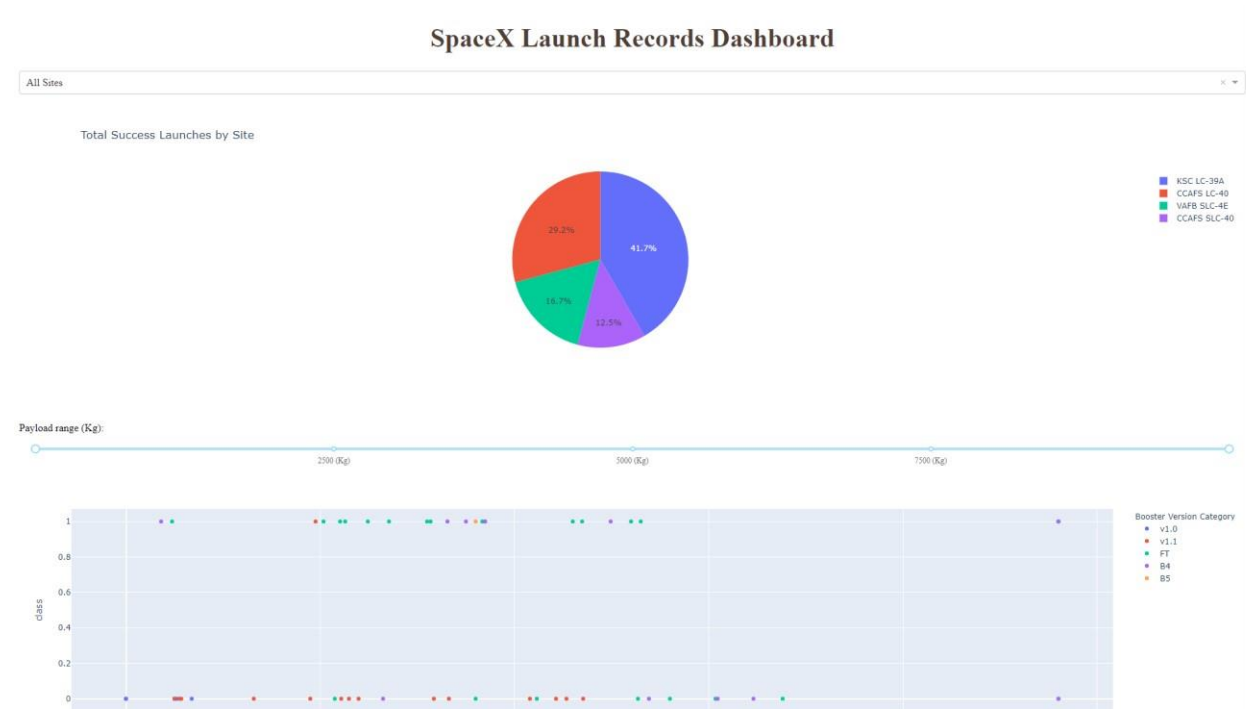 SpaceX Launch Records Dashboard
All Sites
Total Success Launches by Site
KSC LC-39A
CCAFS LC-40
VAFB SLC-4E
CCAFS SLC-40
29.2%
41.7%
16.7%
12.5%
Payload range (Kg):
2500 (Kg) 5000 (Kg) 7500 (Kg)
Booster Version Category
v1.0
v1.1
FT
B4
B5
class
1
0.8
0.6
0.4
0.2
0